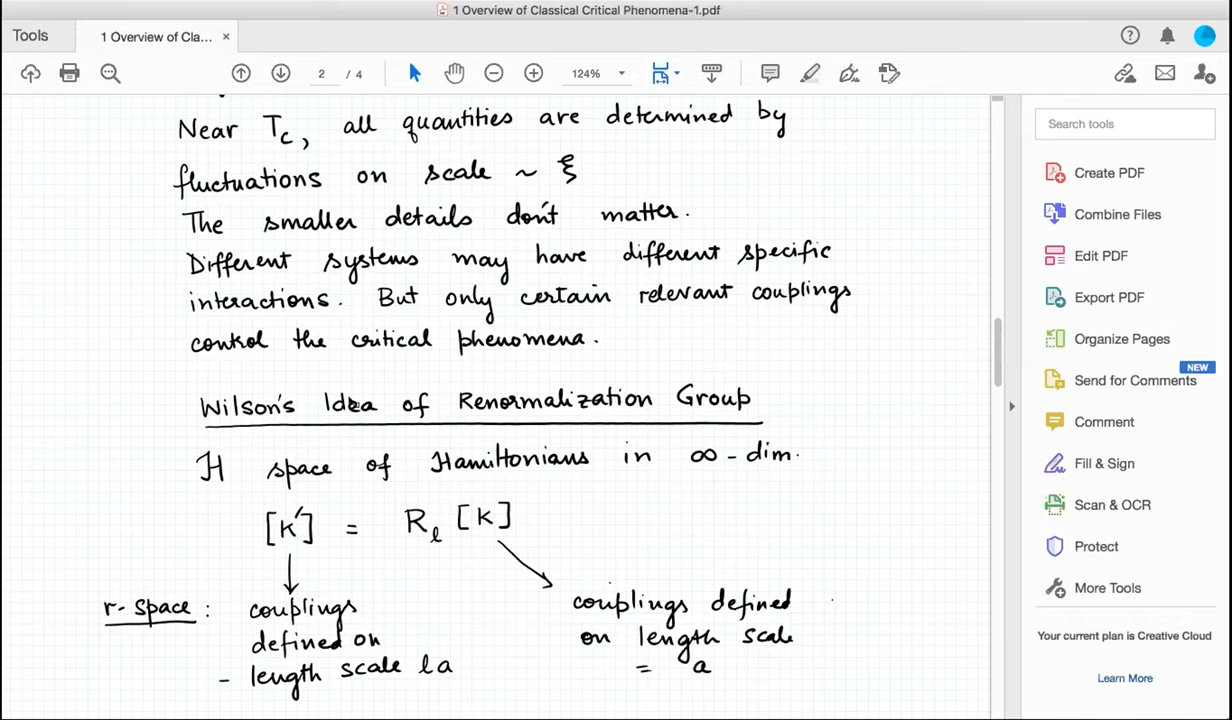 1 Overview of Classical Critical Phenomena-1.pdf
Tools
1 Overview of Cla... ×
2 / 4
124%
Near Tc, all quantities are determined by
fluctuations on scale ~ ξ
The smaller details don't matter.
Different systems may have different specific
interactions. But only certain relevant couplings
control the critical phenomena.
Wilson's Idea of Renormalization Group
H space of Hamiltonians in ∞-dim.
[K′] = Rℓ [K]
r-space : couplings defined on length scale la
couplings defined on length scale = a
Search tools
Create PDF
Combine Files
Edit PDF
Export PDF
Organize Pages
NEW
Send for Comments
Comment
Fill & Sign
Scan & OCR
Protect
More Tools
Your current plan is Creative Cloud
Learn More